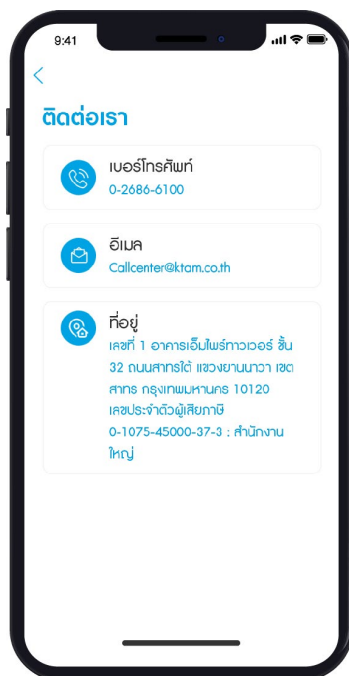 9:41
ติดต่อเรา
เบอร์โทรศัพท์
0-2686-6100
อีเมล
Callcenter@ktam.co.th
ที่อยู่
เลขที่ 1 อาคารเอ็มไพร์ทาวเวอร์ ชั้น
32 ถนนสาทรใต้ แขวงยานนาวา เขต
สาทร กรุงเทพมหานคร 10120
เลขประจำตัวผู้เสียภาษี
0-1075-45000-37-3 : สำนักงาน
ใหญ่